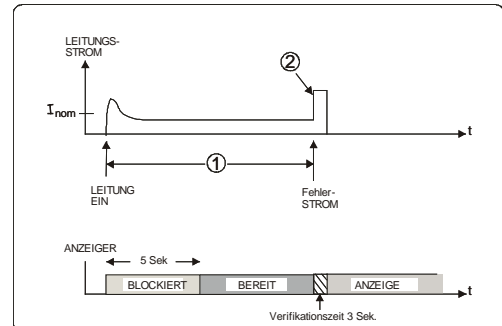 LEITUNGS-
STROM
②
I nom
t
①
LEITUNG
EIN
Fehler-
STROM
ANZEIGER
5 Sek
BLOCKIERT BEREIT ANZEIGE
t
Verifikationszeit 3 Sek.